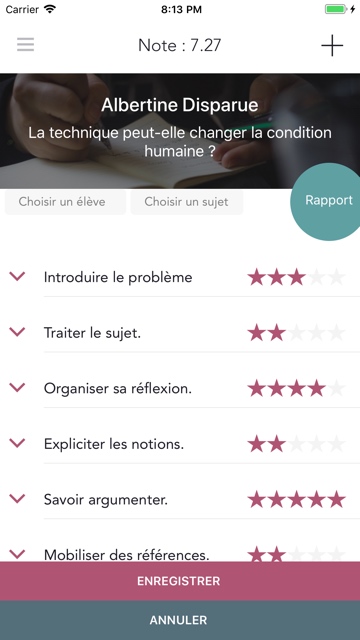 Carrier 8:13 PM
Note : 7.27
Albertine Disparue
La technique peut-elle changer la condition
humaine ?
Choisir un élève Choisir un sujet
Rapport
Introduire le problème
Traiter le sujet.
Organiser sa réflexion.
Expliciter les notions.
Savoir argumenter.
Mobiliser des références.
ENREGISTRER
ANNULER